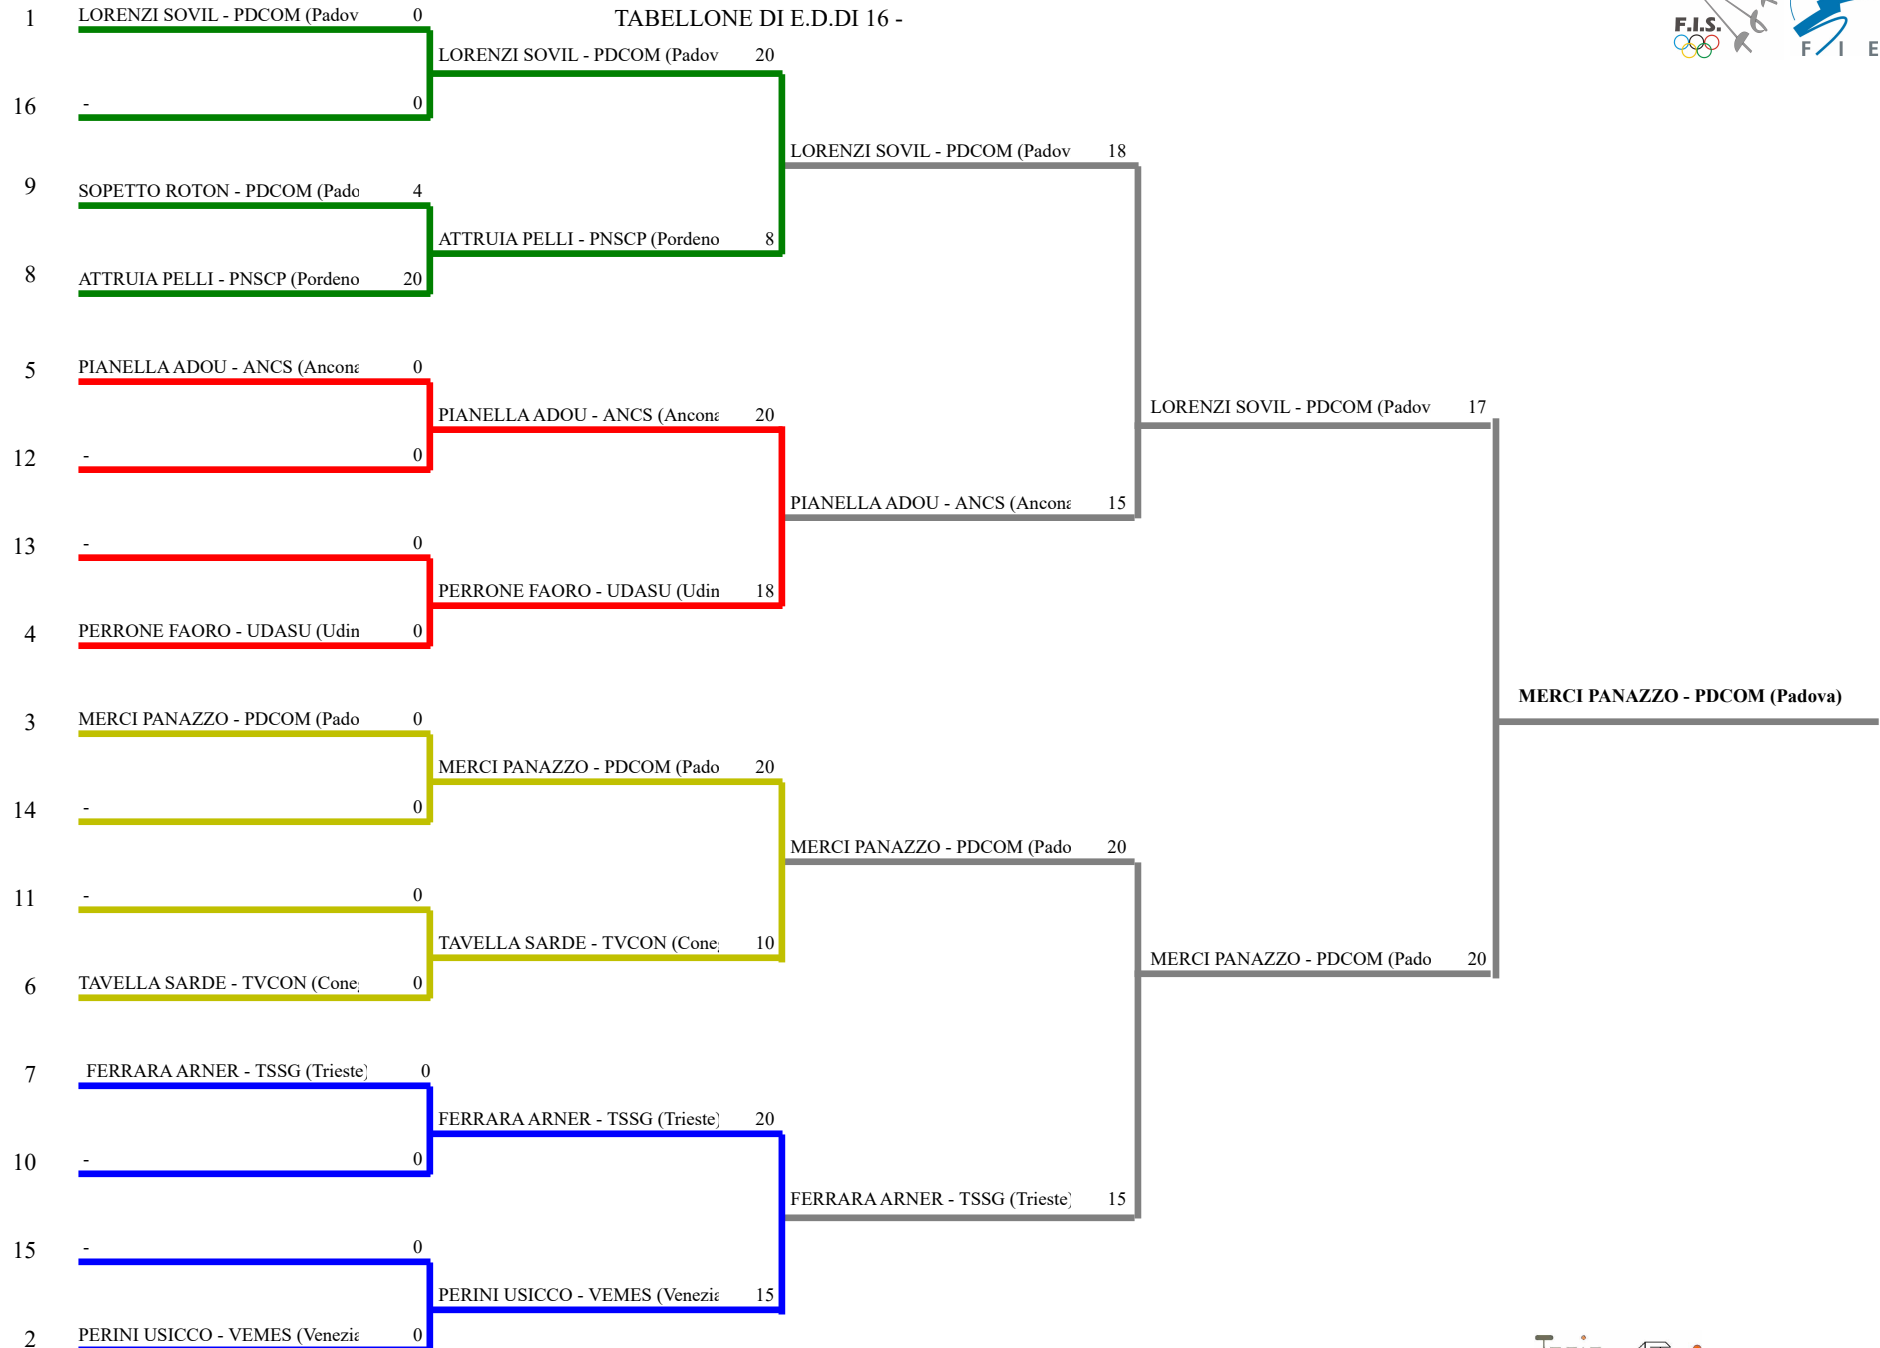 TABELLONE DI E.D.DI 16 -
F.I.S.
F I E
1 LORENZI SOVIL - PDCOM (Padov 0
LORENZI SOVIL - PDCOM (Padov 20
16 - 0
LORENZI SOVIL - PDCOM (Padov 18
9 SOPETTO ROTON - PDCOM (Pado 4
ATTRUIA PELLI - PNSCP (Pordeno 8
8 ATTRUIA PELLI - PNSCP (Pordeno 20
5 PIANELLA ADOU - ANCS (Ancona 0
LORENZI SOVIL - PDCOM (Padov 17
PIANELLA ADOU - ANCS (Ancona 20
12 - 0
PIANELLA ADOU - ANCS (Ancona 15
13 - 0
PERRONE FAORO - UDASU (Udin 18
4 PERRONE FAORO - UDASU (Udin 0
MERCI PANAZZO - PDCOM (Padova)
3 MERCI PANAZZO - PDCOM (Pado 0
MERCI PANAZZO - PDCOM (Pado 20
14 - 0
MERCI PANAZZO - PDCOM (Pado 20
11 - 0
TAVELLA SARDE - TVCON (Cone 10
MERCI PANAZZO - PDCOM (Pado 20
6 TAVELLA SARDE - TVCON (Cone 0
7 FERRARA ARNER - TSSG (Trieste) 0
FERRARA ARNER - TSSG (Trieste) 20
10 - 0
FERRARA ARNER - TSSG (Trieste) 15
15 - 0
PERINI USICCO - VEMES (Venezia 15
2 PERINI USICCO - VEMES (Venezia 0